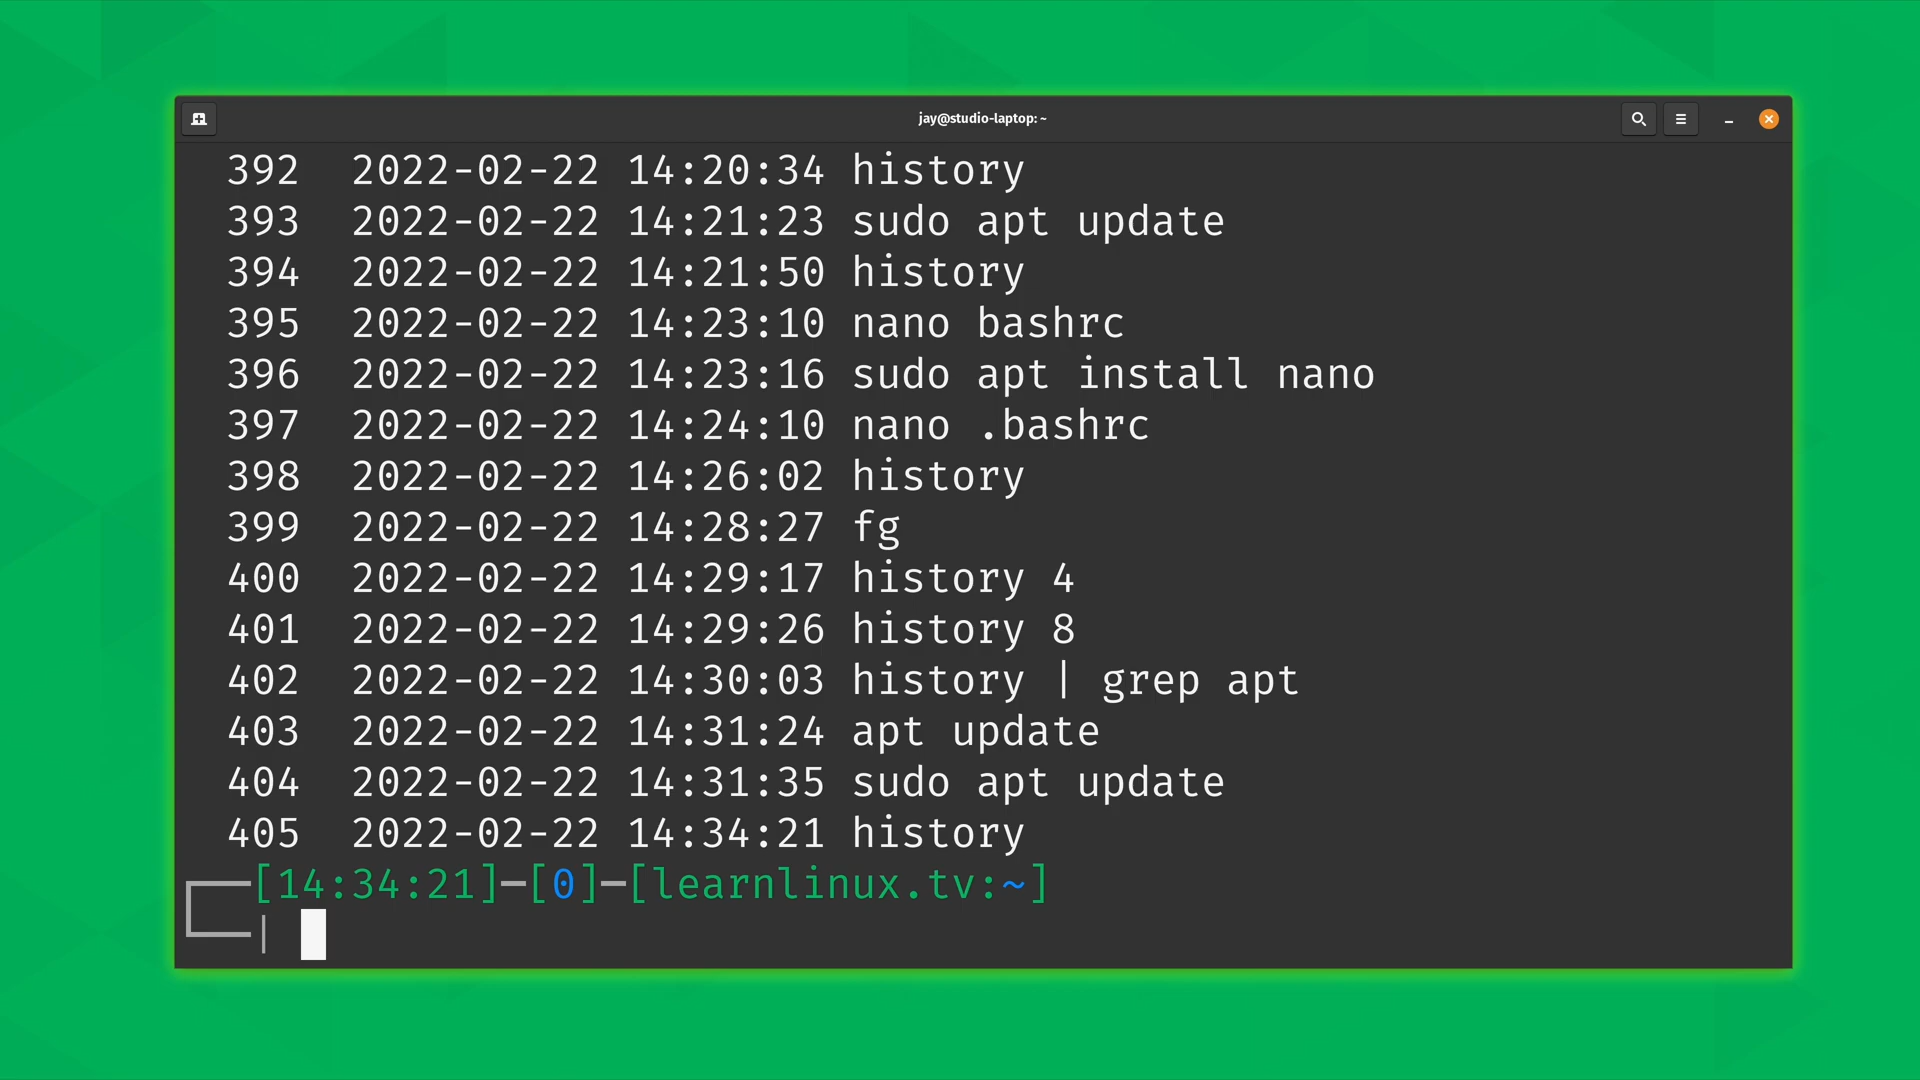 jay@studio-laptop: ~
392 2022-02-22 14:20:34 history
393 2022-02-22 14:21:23 sudo apt update
394 2022-02-22 14:21:50 history
395 2022-02-22 14:23:10 nano bashrc
396 2022-02-22 14:23:16 sudo apt install nano
397 2022-02-22 14:24:10 nano .bashrc
398 2022-02-22 14:26:02 history
399 2022-02-22 14:28:27 fg
400 2022-02-22 14:29:17 history 4
401 2022-02-22 14:29:26 history 8
402 2022-02-22 14:30:03 history | grep apt
403 2022-02-22 14:31:24 apt update
404 2022-02-22 14:31:35 sudo apt update
405 2022-02-22 14:34:21 history
┌──[14:34:21]─[0]─[learnlinux.tv:~]
└──|